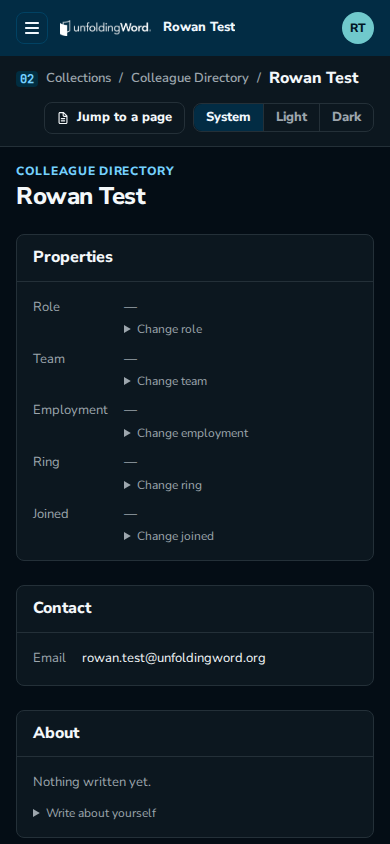 unfoldingWord® Rowan Test RT
02 Collections / Colleague Directory / Rowan Test
Jump to a page System Light Dark
COLLEAGUE DIRECTORY
Rowan Test
Properties
Role —
▶ Change role
Team —
▶ Change team
Employment —
▶ Change employment
Ring —
▶ Change ring
Joined —
▶ Change joined
Contact
Email rowan.test@unfoldingword.org
About
Nothing written yet.
▶ Write about yourself